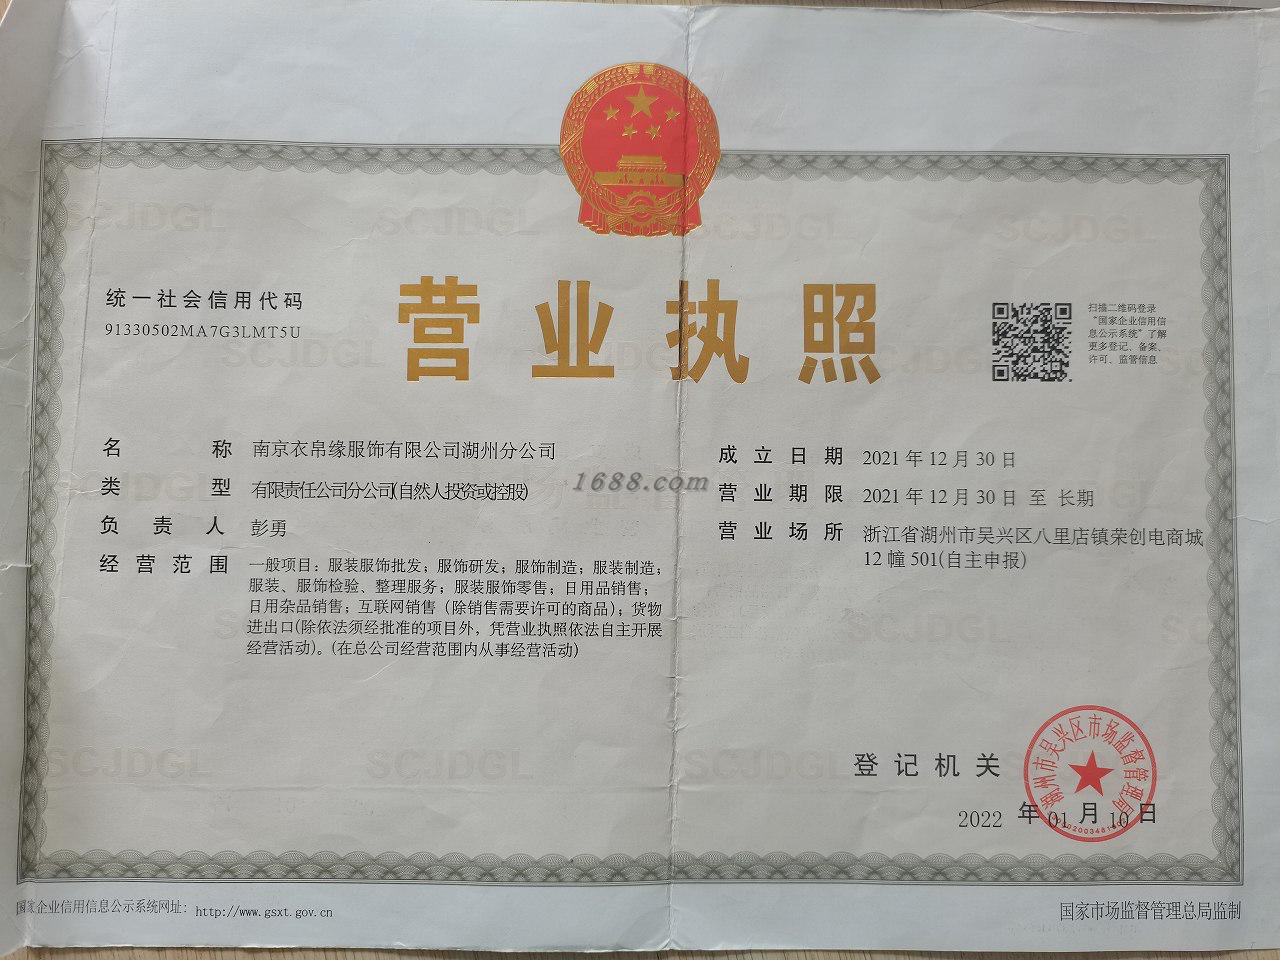 统一社会信用代码
91330502MA7G3LMT5U
营业执照
扫描二维码登录
“国家企业信用信
息公示系统”了解
更多登记、备案、
许可、监管信息
名称 南京衣帛缘服饰有限公司湖州分公司
类型 有限责任公司分公司(自然人投资或控股)
负责人 彭勇
经营范围 一般项目：服装服饰批发；服饰研发；服饰制造；服装制造；
服装、服饰检验、整理服务；服装服饰零售；日用品销售；
日用杂品销售；互联网销售（除销售需要许可的商品）；货物
进出口(除依法须经批准的项目外，凭营业执照依法自主开展
经营活动)。(在总公司经营范围内从事经营活动)
成立日期 2021年12月30日
营业期限 2021年12月30日 至 长期
营业场所 浙江省湖州市吴兴区八里店镇荣创电商城
12幢501(自主申报)
1688.com
登记机关
湖州市吴兴区市场监督管理局
2022年01月10日
国家企业信用信息公示系统网址：http://www.gsxt.gov.cn
国家市场监督管理总局监制
SCJDGL